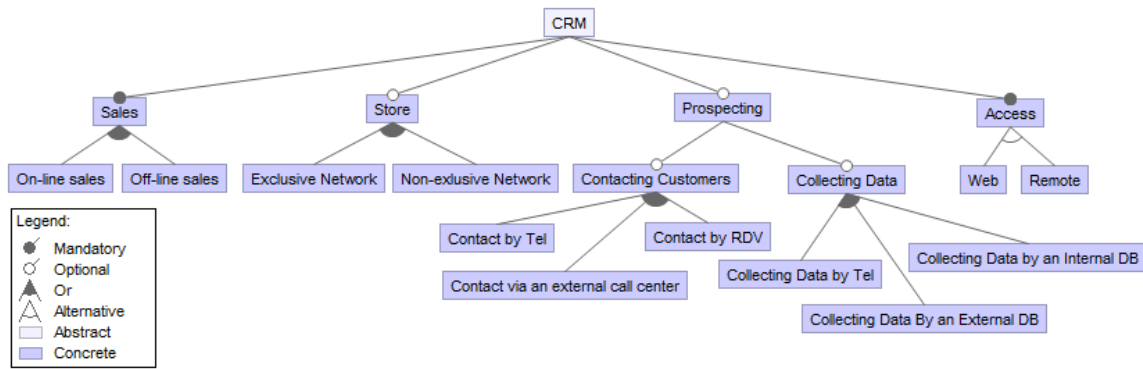 CRM
Sales
Store
Prospecting
Access
On-line sales
Off-line sales
Exclusive Network
Non-exlusive Network
Contacting Customers
Collecting Data
Web
Remote
Contact by Tel
Contact by RDV
Contact via an external call center
Collecting Data by Tel
Collecting Data by an Internal DB
Collecting Data By an External DB
Legend:
Mandatory
Optional
Or
Alternative
Abstract
Concrete